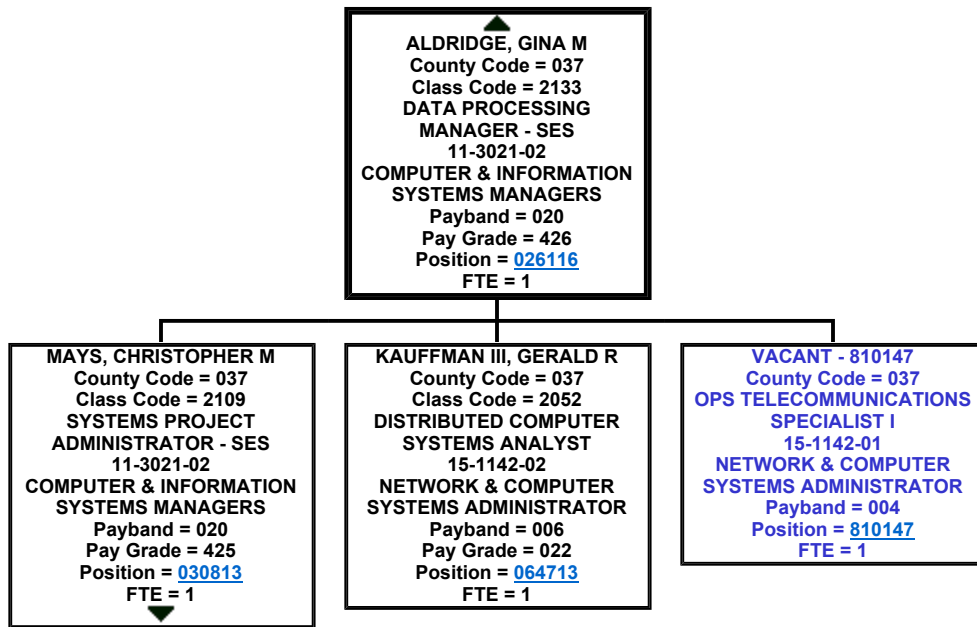 ALDRIDGE, GINA M
County Code = 037
Class Code = 2133
DATA PROCESSING
MANAGER - SES
11-3021-02
COMPUTER & INFORMATION
SYSTEMS MANAGERS
Payband = 020
Pay Grade = 426
Position = 026116
FTE = 1
MAYS, CHRISTOPHER M
County Code = 037
Class Code = 2109
SYSTEMS PROJECT
ADMINISTRATOR - SES
11-3021-02
COMPUTER & INFORMATION
SYSTEMS MANAGERS
Payband = 020
Pay Grade = 425
Position = 030813
FTE = 1
KAUFFMAN III, GERALD R
County Code = 037
Class Code = 2052
DISTRIBUTED COMPUTER
SYSTEMS ANALYST
15-1142-02
NETWORK & COMPUTER
SYSTEMS ADMINISTRATOR
Payband = 006
Pay Grade = 022
Position = 064713
FTE = 1
VACANT - 810147
County Code = 037
OPS TELECOMMUNICATIONS
SPECIALIST I
15-1142-01
NETWORK & COMPUTER
SYSTEMS ADMINISTRATOR
Payband = 004
Position = 810147
FTE = 1